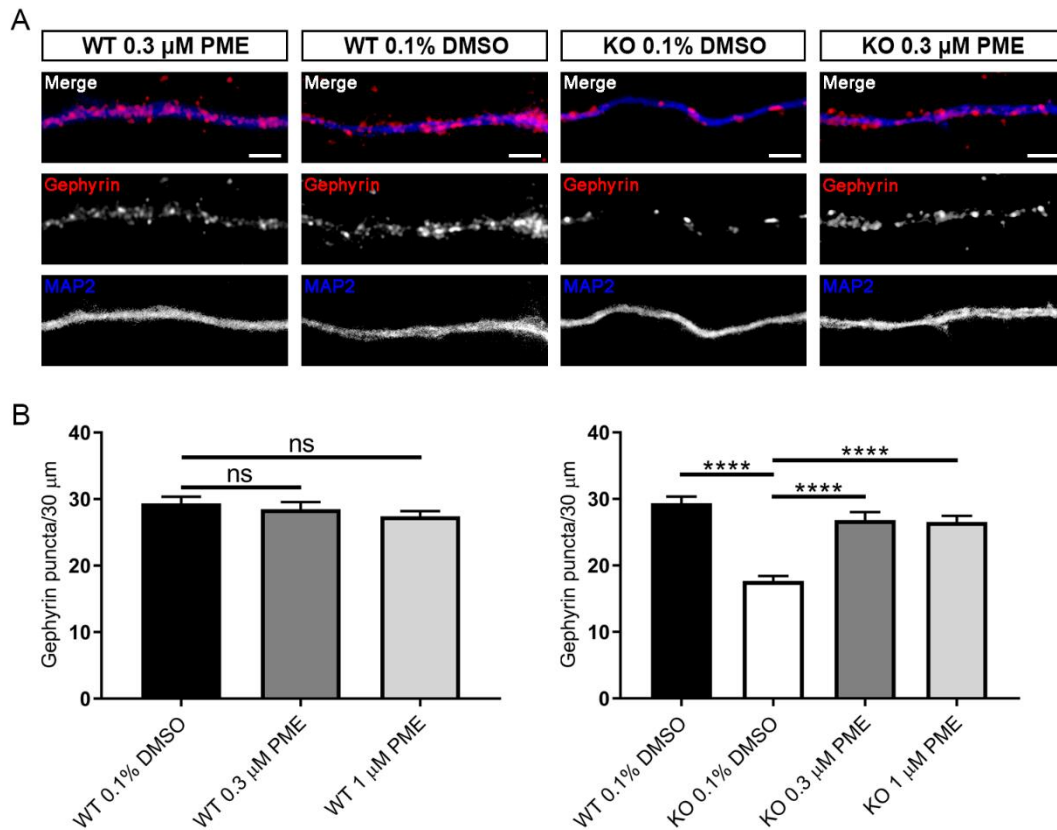 A
WT 0.3 μM PME
WT 0.1% DMSO
KO 0.1% DMSO
KO 0.3 μM PME
Merge
Merge
Merge
Merge
Gephyrin
Gephyrin
Gephyrin
Gephyrin
MAP2
MAP2
MAP2
MAP2
B
Gephyrin puncta/30 μm
40
30
20
10
0
ns
ns
WT 0.1% DMSO
WT 0.3 μM PME
WT 1 μM PME
Gephyrin puncta/30 μm
40
30
20
10
0
****
****
****
WT 0.1% DMSO
KO 0.1% DMSO
KO 0.3 μM PME
KO 1 μM PME